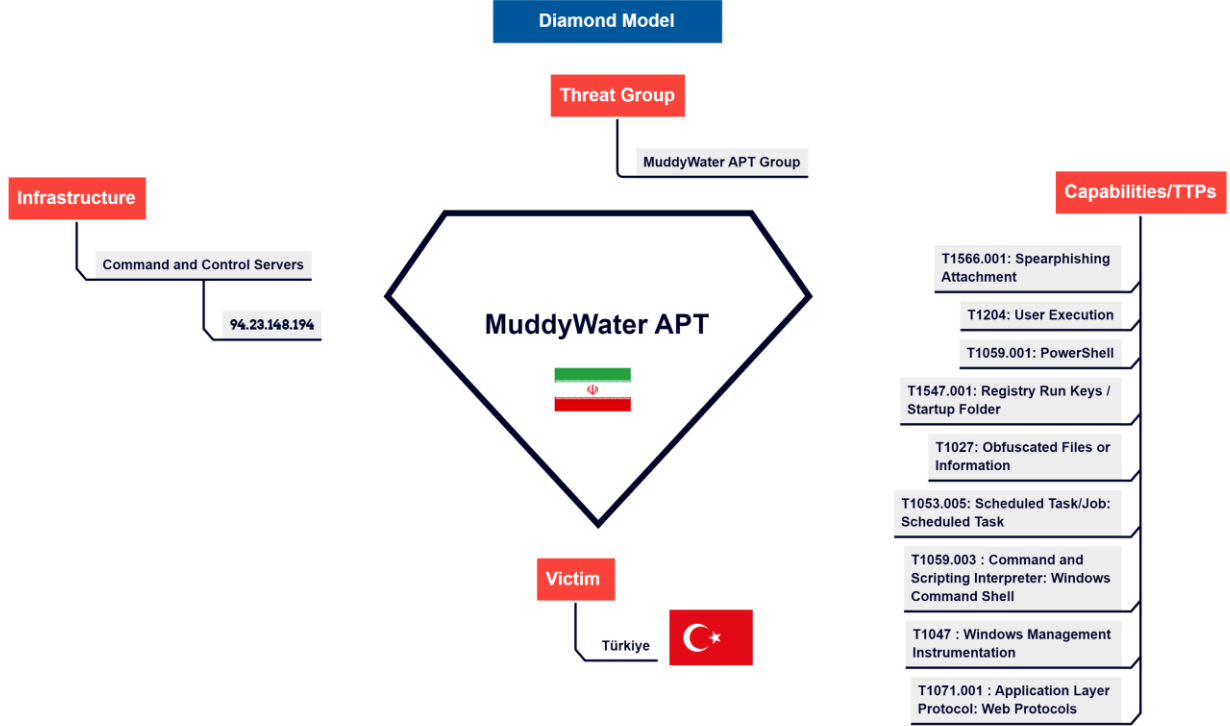 Diamond Model
Threat Group
MuddyWater APT Group
Infrastructure
Command and Control Servers
94.23.148.194
MuddyWater APT
Capabilities/TTPs
T1566.001: Spearphishing
Attachment
T1204: User Execution
T1059.001: PowerShell
T1547.001: Registry Run Keys /
Startup Folder
T1027: Obfuscated Files or
Information
T1053.005: Scheduled Task/Job:
Scheduled Task
T1059.003 : Command and
Scripting Interpreter: Windows
Command Shell
T1047 : Windows Management
Instrumentation
T1071.001 : Application Layer
Protocol: Web Protocols
Victim
Türkiye